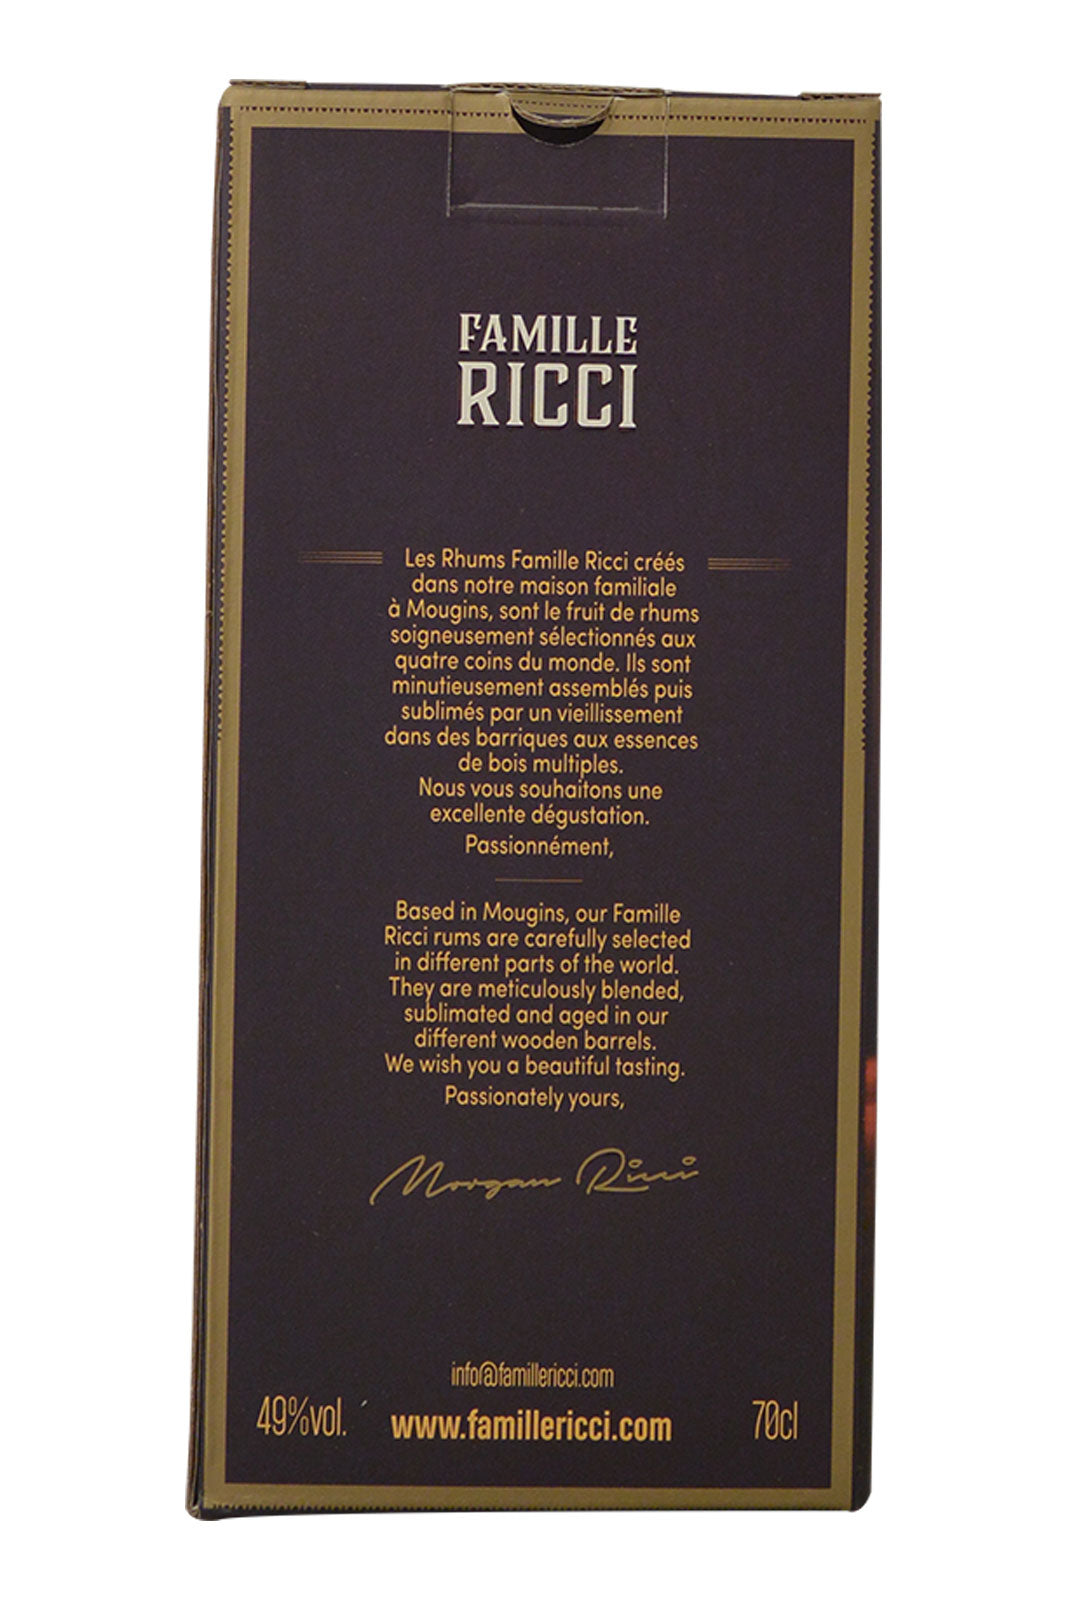 FAMILLE
RICCI
Les Rhums Famille Ricci créés
dans notre maison familiale
à Mougins, sont le fruit de rhums
soigneusement sélectionnés aux
quatre coins du monde. Ils sont
minutieusement assemblés puis
sublimés par un vieillissement
dans des barriques aux essences
de bois multiples.
Nous vous souhaitons une
excellente dégustation.
Passionnément,
Based in Mougins, our Famille
Ricci rums are carefully selected
in different parts of the world.
They are meticulously blended,
sublimated and aged in our
different wooden barrels.
We wish you a beautiful tasting.
Passionately yours,
Morgan Ricci
info@famillericci.com
49%vol. www.famillericci.com 70cl